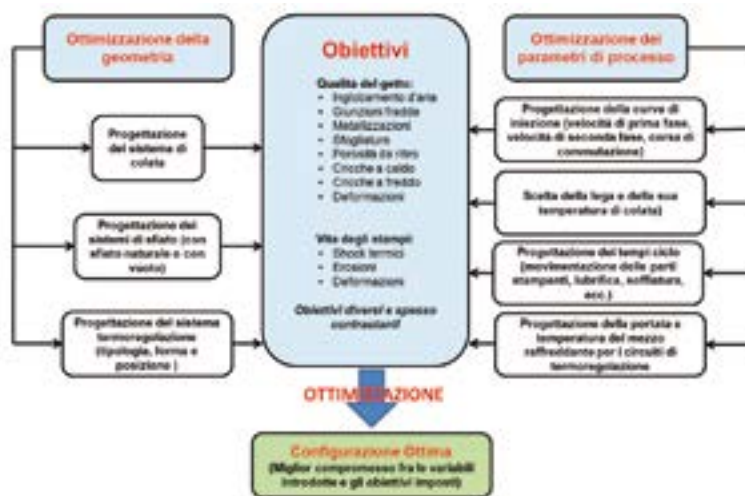 Ottimizzazione della
geometria
Progettazione
del sistema di
colata
Progettazione dei
sistemi di sfiato (con
sfiato naturale o con
vuoto)
Progettazione del sistema
termoregolazione
(tipologia, forma e
posizione )
Obiettivi
Qualità del getto:
• Inglobamento d'aria
• Giunzioni fredde
• Metallizzazioni
• Sfogliature
• Porosità da ritiro
• Cricche a caldo
• Cricche a freddo
• Deformazioni
Vita degli stampi:
• Shock termici
• Erosioni
• Deformazioni
Obiettivi diversi e spesso
contrastanti
Ottimizzazione dei
parametri di processo
Progettazione della curva di
iniezione (velocità di prima fase,
velocità di seconda fase, corsa di
commutazione)
Scelta della lega e della sua
temperatura di colata)
Progettazione dei tempi ciclo
(movimentazione delle parti
stampanti, lubrifica, soffiatura,
ecc.)
Progettazione della portata e
temperatura del mezzo
raffreddante per i circuiti di
termoregolazione
OTTIMIZZAZIONE
Configurazione Ottima
(Miglior compromesso fra le variabili
introdotte e gli obiettivi imposti)